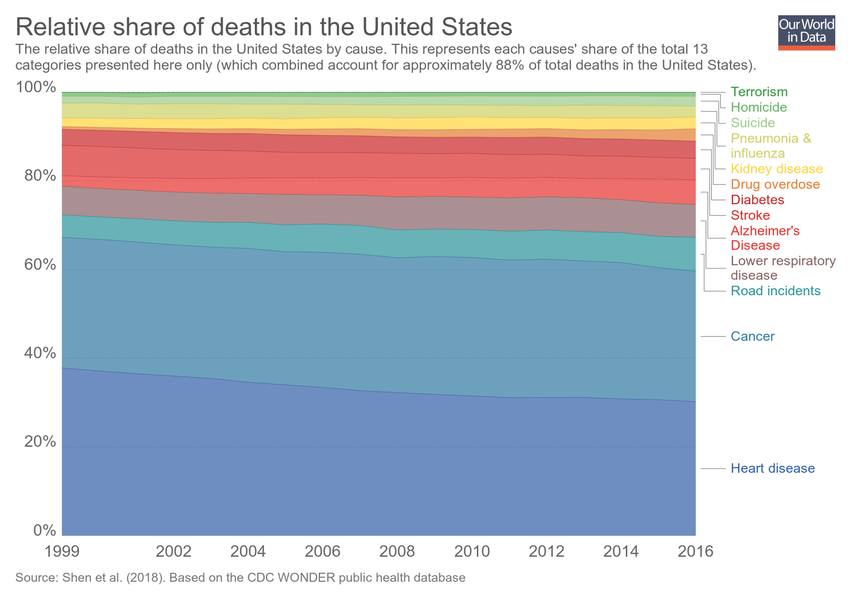 Relative share of deaths in the United States
Our World
in Data
The relative share of deaths in the United States by cause. This represents each causes' share of the total 13
categories presented here only (which combined account for approximately 88% of total deaths in the United States).
100%
80%
60%
40%
20%
0%
Terrorism
Homicide
Suicide
Pneumonia &
influenza
Kidney disease
Drug overdose
Diabetes
Stroke
Alzheimer's
Disease
Lower respiratory
disease
Road incidents
Cancer
Heart disease
1999
2002
2004
2006
2008
2010
2012
2014
2016
Source: Shen et al. (2018). Based on the CDC WONDER public health database